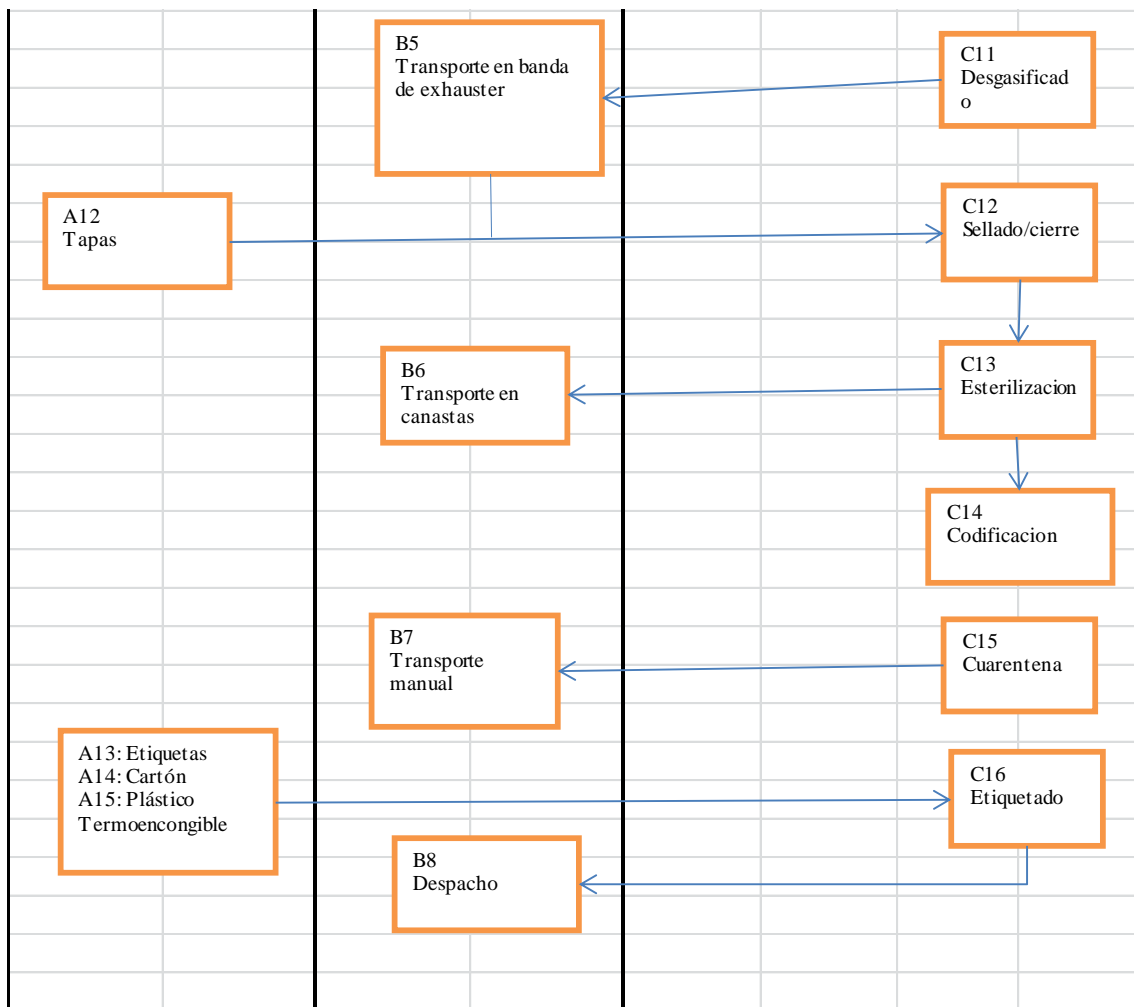 B5
Transporte en banda
de exhauster
C11
Desgasificad
o
A12
Tapas
C12
Sellado/cierre
B6
Transporte en
canastas
C13
Esterilizacion
C14
Codificacion
B7
Transporte
manual
C15
Cuarentena
A13: Etiquetas
A14: Cartón
A15: Plástico
Termoencongible
C16
Etiquetado
B8
Despacho